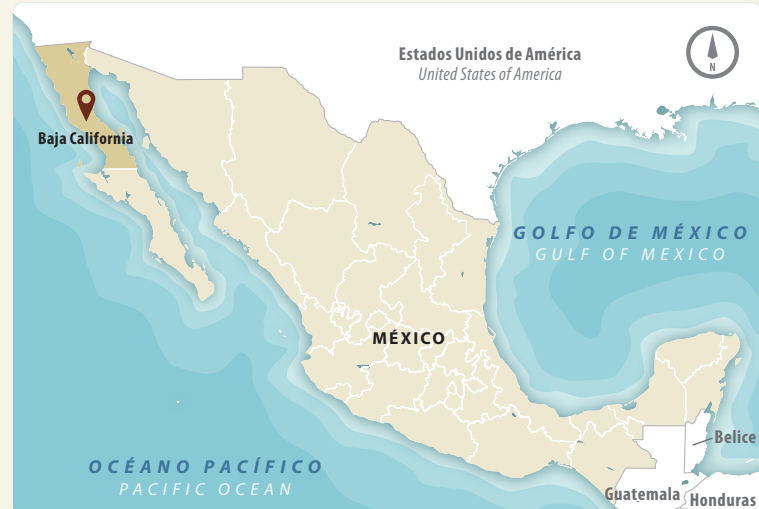 Estados Unidos de América
United States of America
N
Baja California
GOLFO DE MÉXICO
GULF OF MEXICO
MÉXICO
Belice
OCÉANO PACÍFICO
PACIFIC OCEAN
Guatemala
Honduras